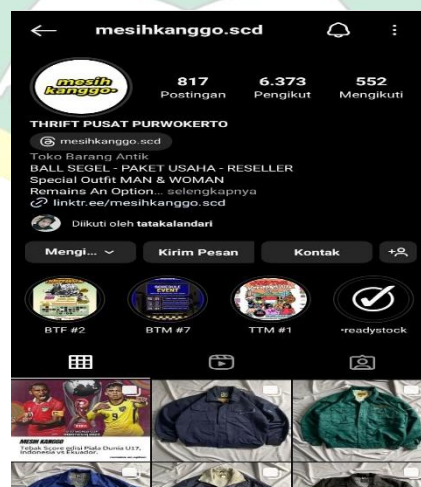 mesihkanggo.scd
mesih
kanggo
817
6.373
552
Postingan
Pengikut
Mengikuti
THRIFT PUSAT PURWOKERTO
mesihkanggo.scd
Toko Barang Antik
BALL SEGEL - PAKET USAHA - RESELLER
Special Outfit MAN & WOMAN
Remains An Option... selengkapnya
linktr.ee/mesihkanggo.scd
Diikuti oleh tatakalandari
Mengi...
Kirim Pesan
Kontak
SCHEDULE
EVENT
BTF #2
BTM #7
TTM #1
•readystock
MESIH KANGGO
Tebak Score edisi Piala Dunia U17,
Indonesia vs Ekuador.